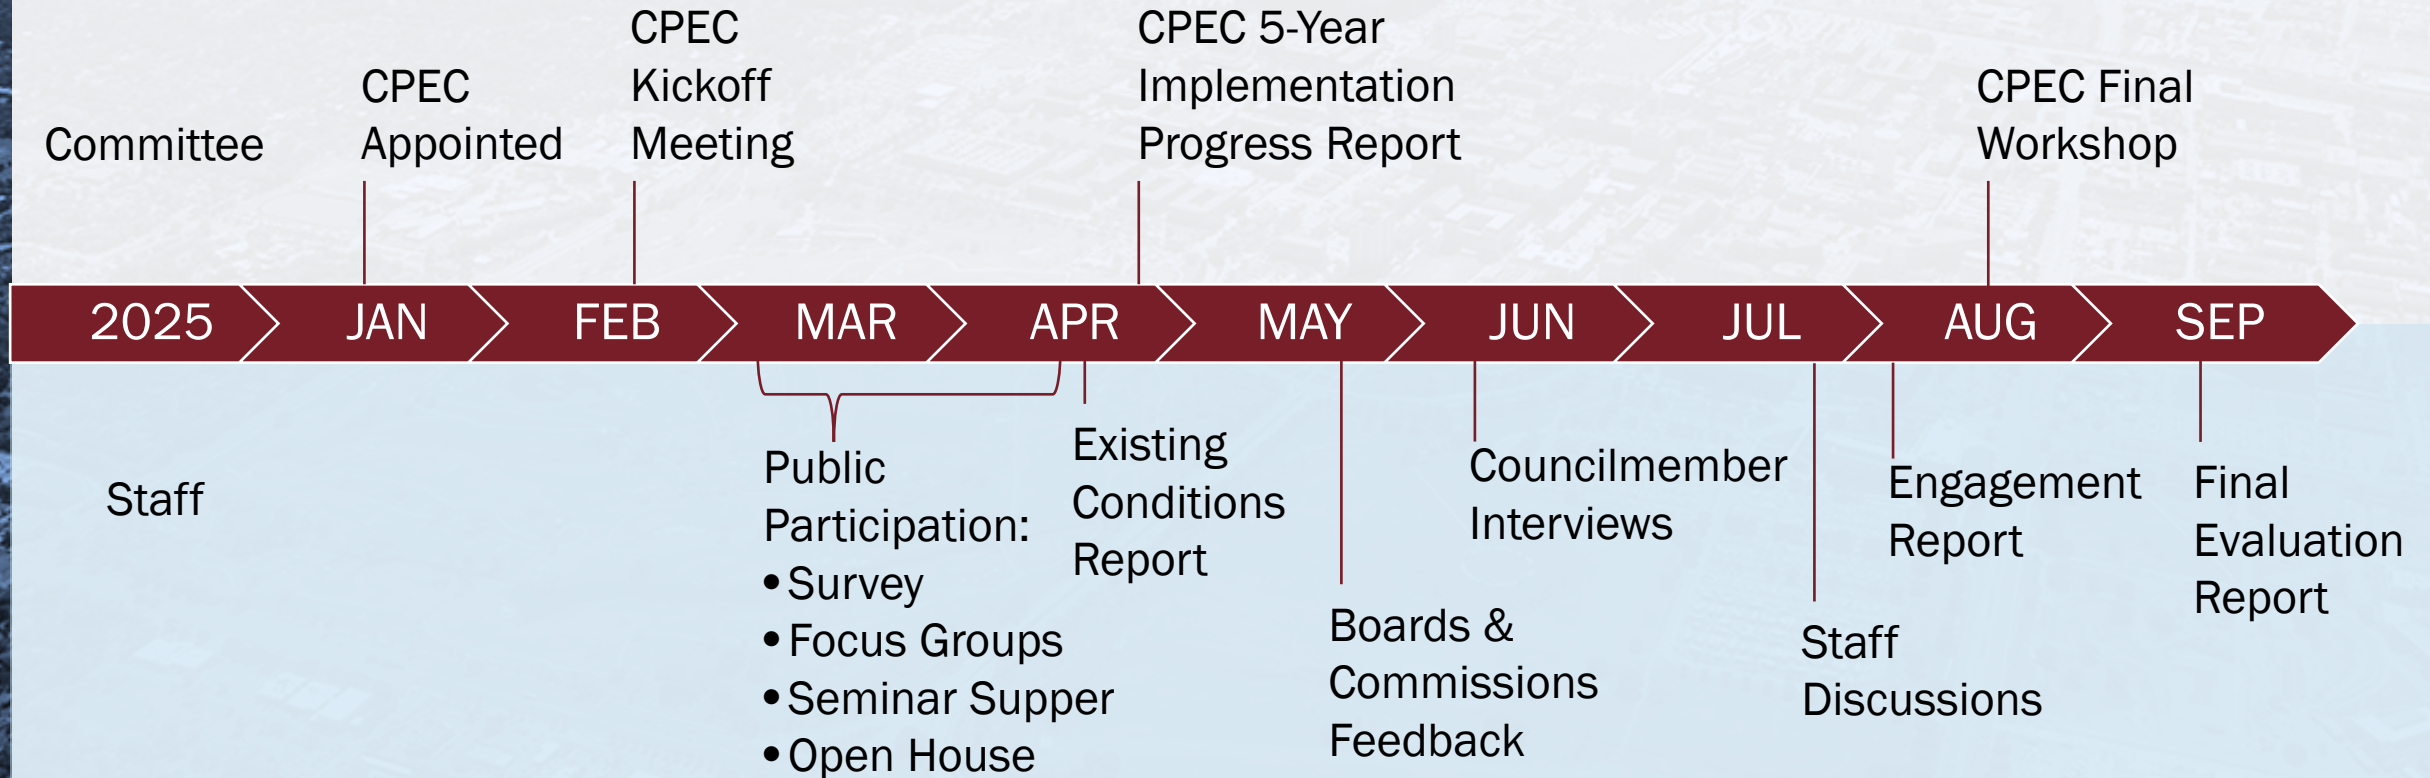 Committee
CPEC
Appointed
CPEC
Kickoff
Meeting
CPEC 5-Year
Implementation
Progress Report
CPEC Final
Workshop
2025
JAN
FEB
MAR
APR
MAY
JUN
JUL
AUG
SEP
Staff
Public
Participation:
•Survey
•Focus Groups
•Seminar Supper
•Open House
Existing
Conditions
Report
Boards &
Commissions
Feedback
Councilmember
Interviews
Staff
Discussions
Engagement
Report
Final
Evaluation
Report